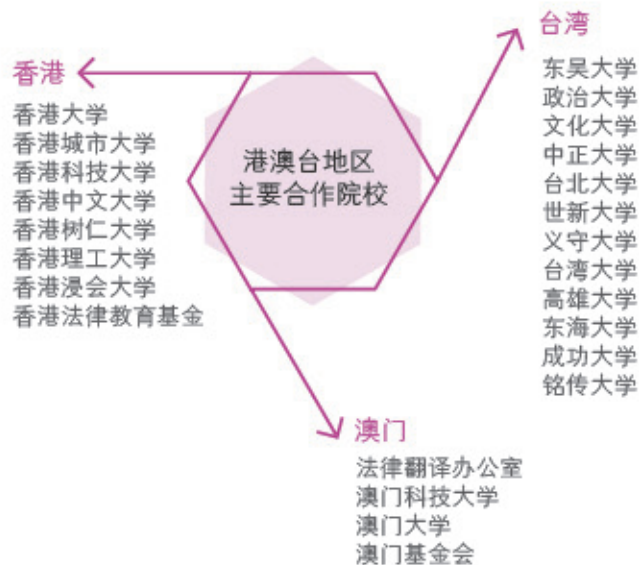 港澳台地区
主要合作院校
香港
香港大学
香港城市大学
香港科技大学
香港中文大学
香港树仁大学
香港理工大学
香港浸会大学
香港法律教育基金
台湾
东吴大学
政治大学
文化大学
中正大学
台北大学
世新大学
义守大学
台湾大学
高雄大学
东海大学
成功大学
铭传大学
澳门
法律翻译办公室
澳门科技大学
澳门大学
澳门基金会